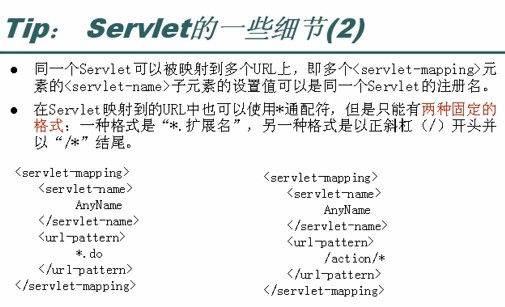 Tip： Servlet的一些细节(2)
● 同一个Servlet可以被映射到多个URL上，即多个<servlet-mapping>元
素的<servlet-name>子元素的设置值可以是同一个Servlet的注册名。
● 在Servlet映射到的URL中也可以使用*通配符，但是只能有两种固定的
格式：一种格式是“*.扩展名”，另一种格式是以正斜杠（/）开头并
以“/*”结尾。
<servlet-mapping>
<servlet-name>
AnyName
</servlet-name>
<url-pattern>
*.do
</url-pattern>
</servlet-mapping>
<servlet-mapping>
<servlet-name>
AnyName
</servlet-name>
<url-pattern>
/action/*
</url-pattern>
</servlet-mapping>